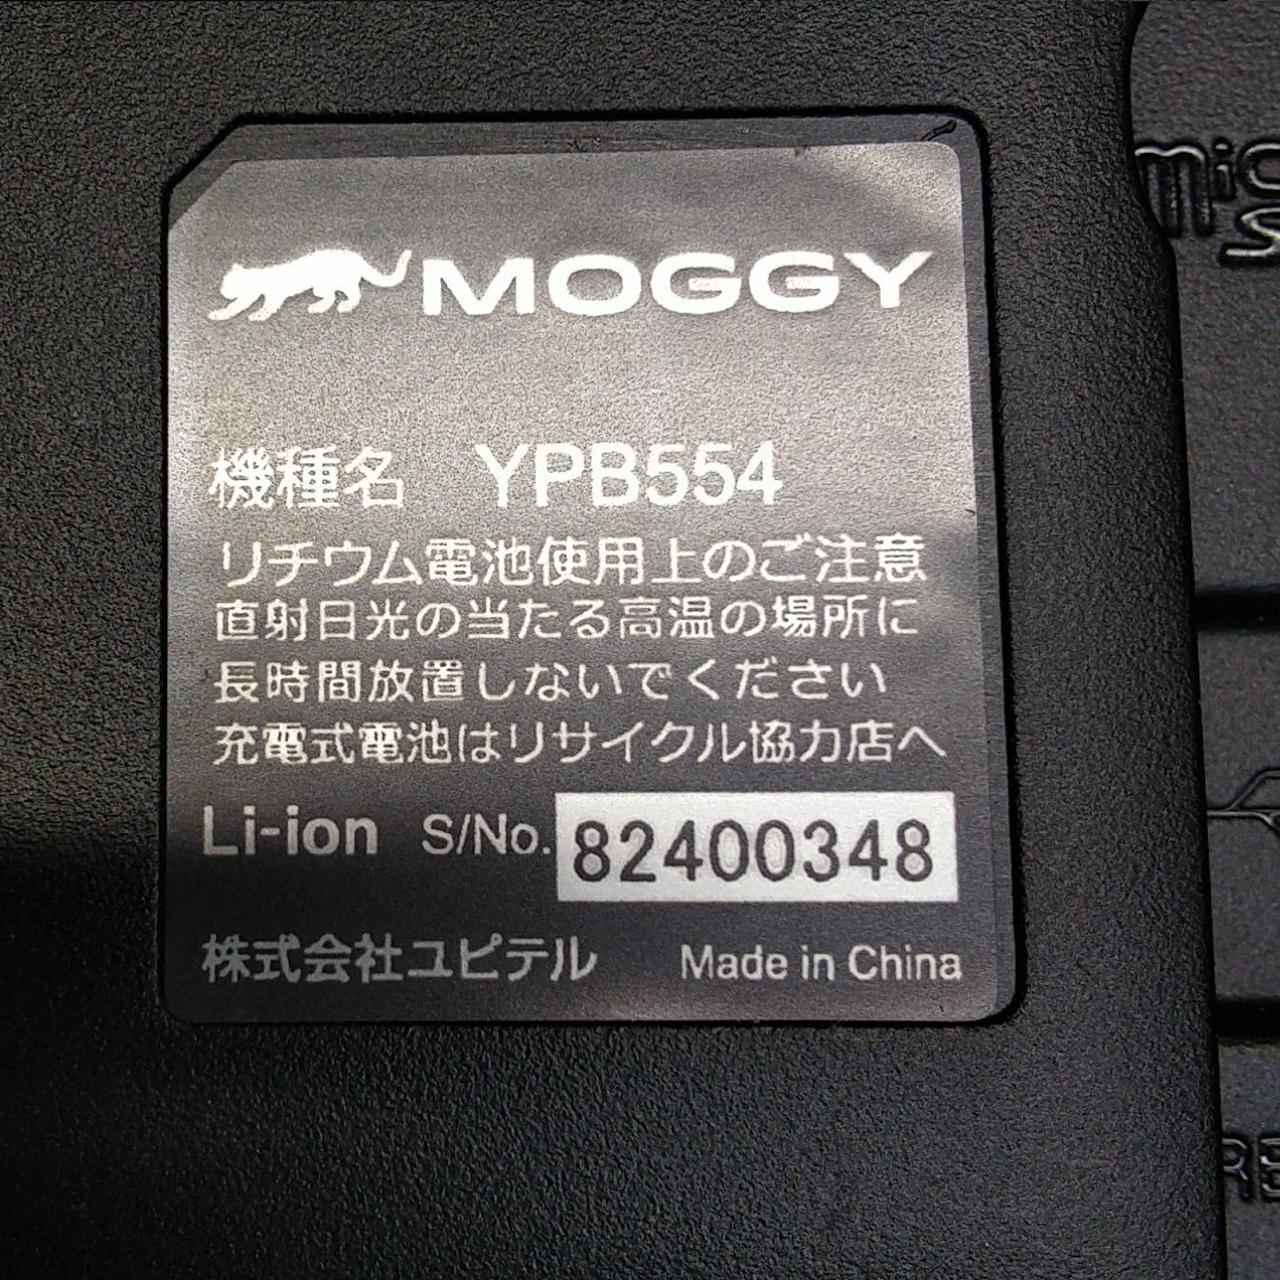 MOGGY
機種名 YPB554
リチウム電池使用上のご注意
直射日光の当たる高温の場所に
長時間放置しないでください
充電式電池はリサイクル協力店へ
Li-ion S/No. 82400348
株式会社ユピテル Made in China